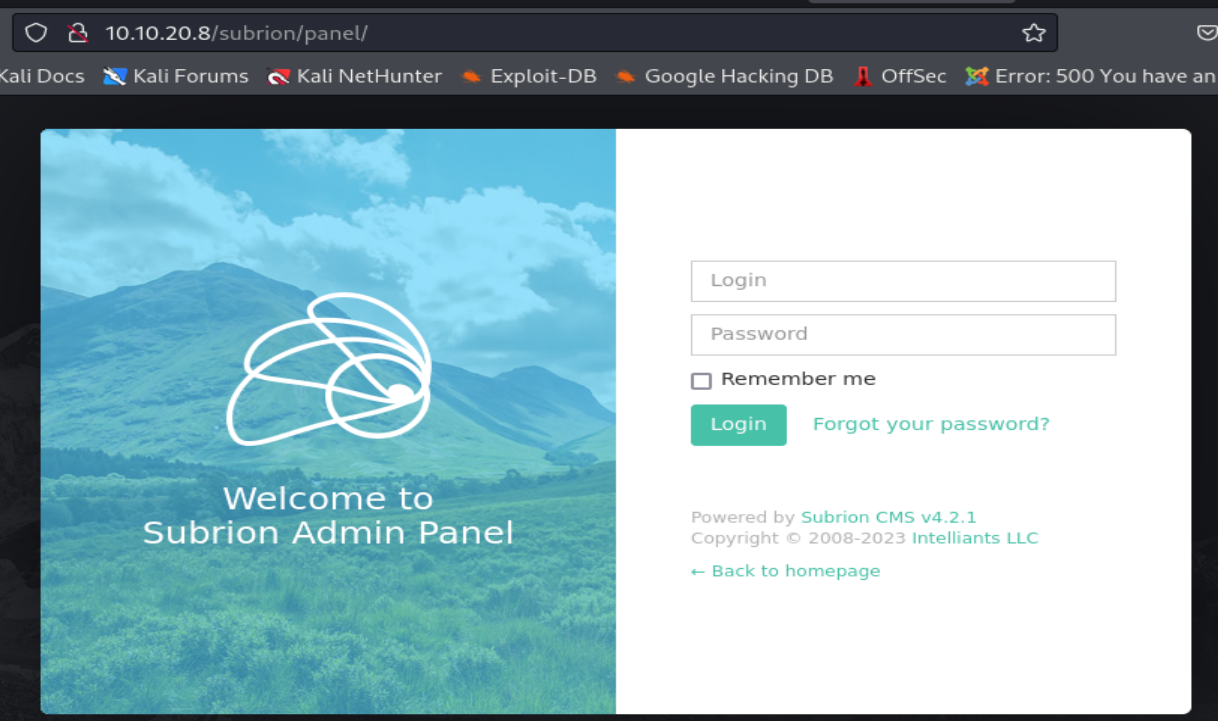 10.10.20.8/subrion/panel/
Kali Docs Kali Forums Kali NetHunter Exploit-DB Google Hacking DB OffSec Error: 500 You have an
Login
Password
Remember me
Login Forgot your password?
Welcome to
Subrion Admin Panel
Powered by Subrion CMS v4.2.1
Copyright © 2008-2023 Intelliants LLC
← Back to homepage